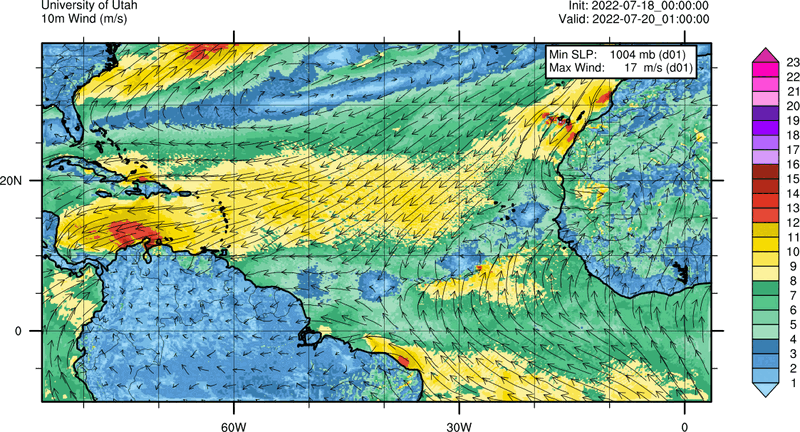 University of Utah
10m Wind (m/s)
Init: 2022-07-18_00:00:00
Valid: 2022-07-20_01:00:00
Min SLP: 1004 mb (d01)
Max Wind: 17 m/s (d01)
20N
0
60W
30W
0
23
22
21
20
19
18
17
16
15
14
13
12
11
10
9
8
7
6
5
4
3
2
1